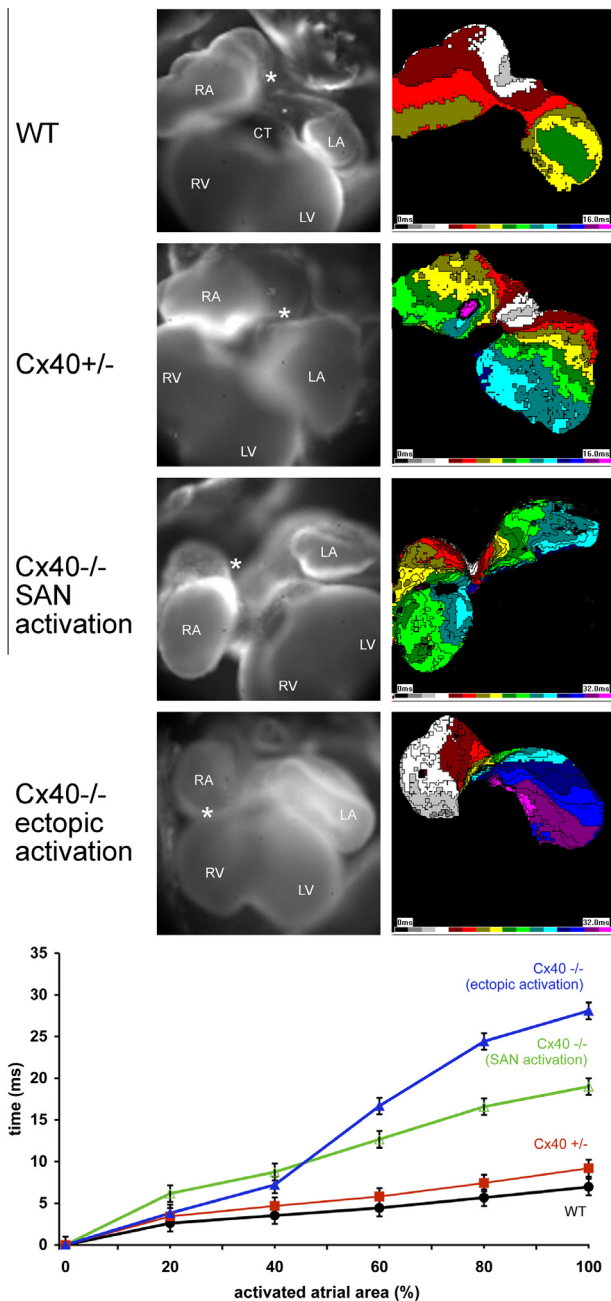 WT
RA
*
CT
LA
RV
LV
0ms
16.0ms
Cx40+/-
RA
*
RV
LA
LV
0ms
16.0ms
Cx40-/-
SAN
activation
*
LA
RA
LV
RV
0ms
32.0ms
Cx40-/-
ectopic
activation
RA
*
LA
RV
LV
0ms
32.0ms
35
30
25
20
15
10
5
0
time (ms)
Cx40 -/-
(ectopic activation)
Cx40 -/-
(SAN activation)
Cx40 +/-
WT
0 20 40 60 80 100
activated atrial area (%)